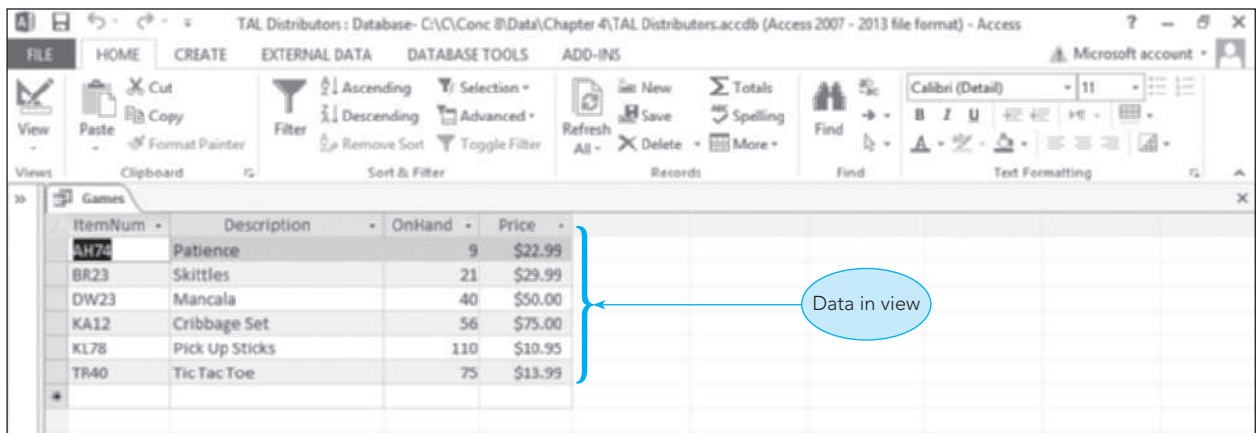 TAL Distributors : Database- C:\C\Conc 8\Data\Chapter 4\TAL Distributors.accdb (Access 2007 - 2013 file format) - Access ?
FILE HOME CREATE EXTERNAL DATA DATABASE TOOLS ADD-INS Microsoft account
View Paste Cut Copy Format Painter
Filter Ascending Descending Remove Sort Selection Advanced Toggle Filter
Refresh All New Save Delete Totals Spelling More
Find
Calibri (Detail) 11
B I U A
Views Clipboard Sort & Filter Records Find Text Formatting
Games
ItemNum Description OnHand Price
AH74 Patience 9 $22.99
BR23 Skittles 21 $29.99
DW23 Mancala 40 $50.00
KA12 Cribbage Set 56 $75.00
KL78 Pick Up Sticks 110 $10.95
TR40 Tic Tac Toe 75 $13.99
Data in view